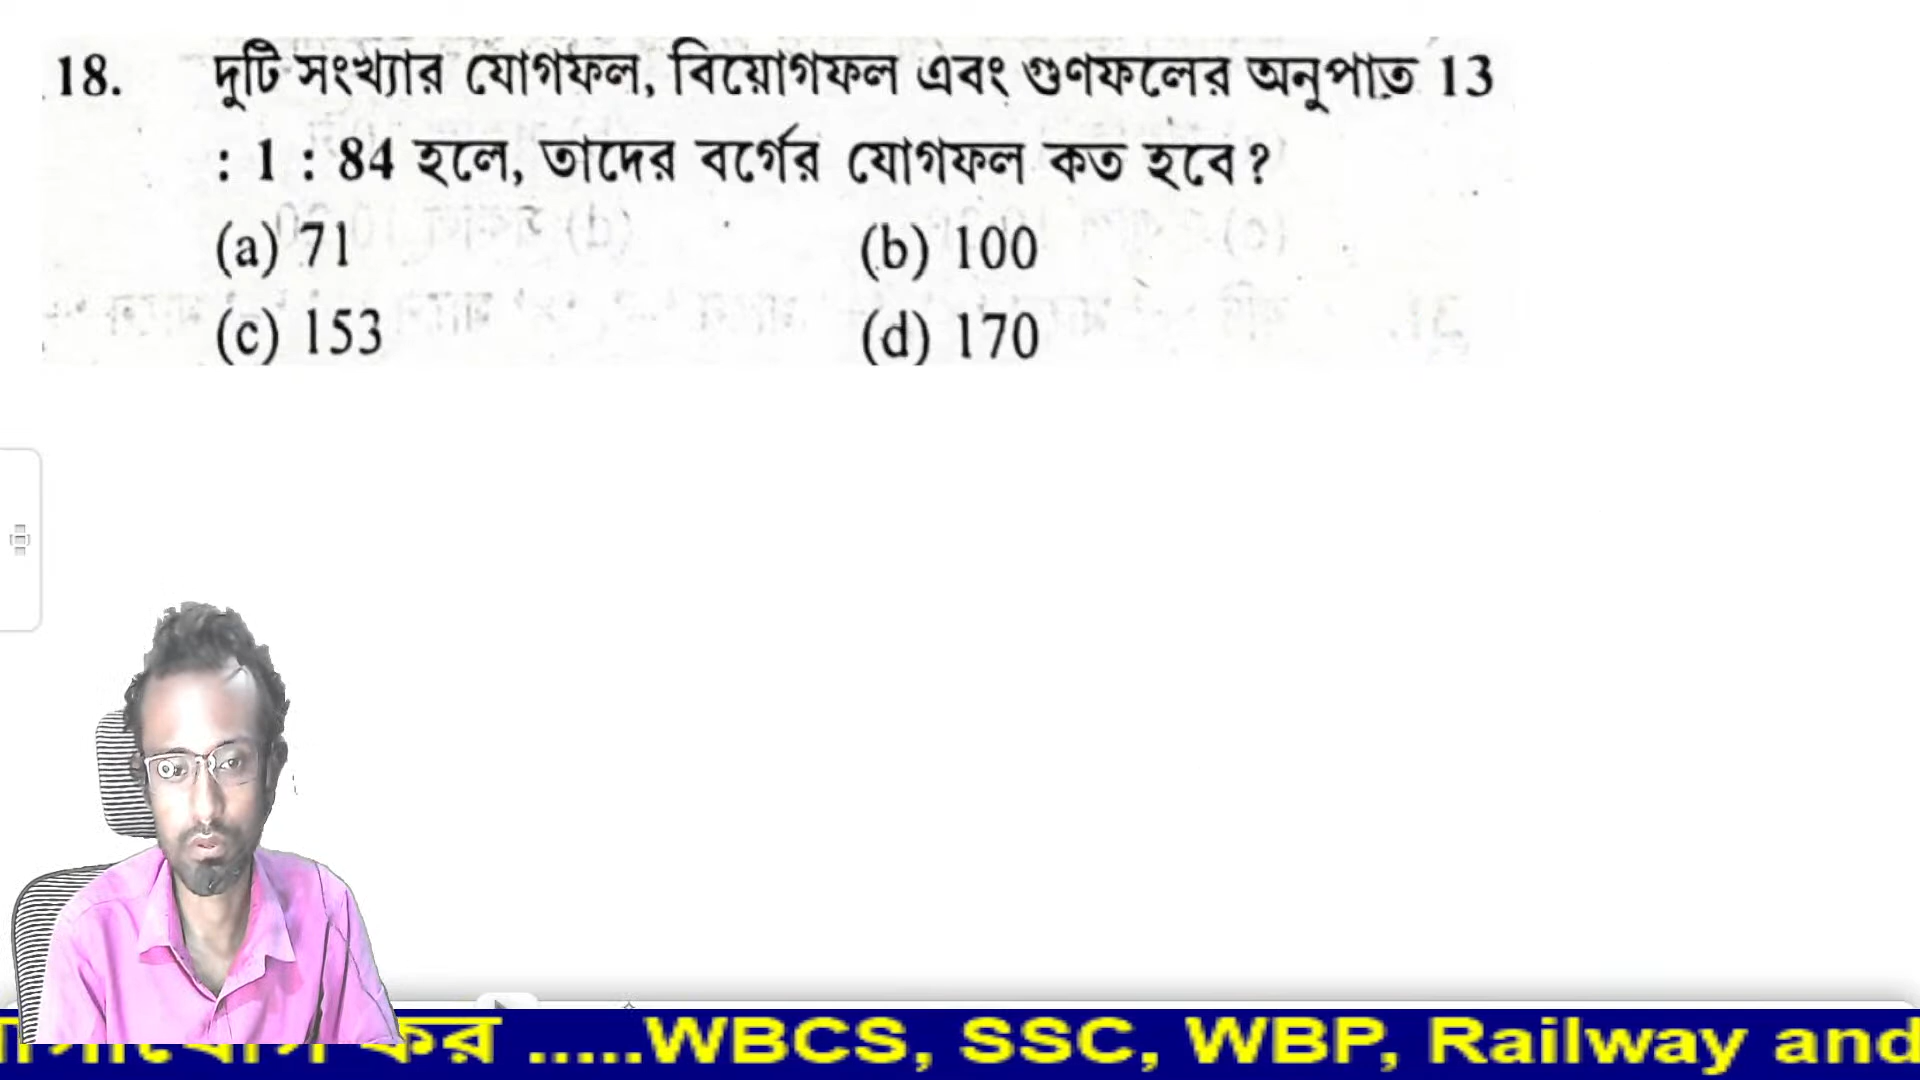 18. দুটি সংখ্যার যোগফল, বিয়োগফল এবং গুণফলের অনুপাত 13
: 1 : 84 হলে, তাদের বর্গের যোগফল কত হবে?
(a) 71 (b) 100
(c) 153 (d) 170
কর .....WBCS, SSC, WBP, Railway and